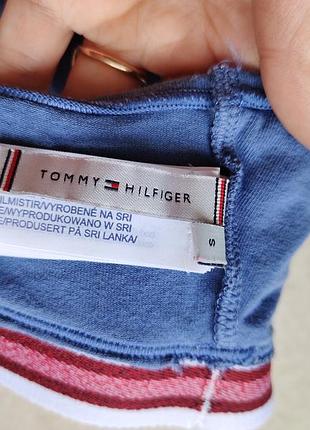 TOMMY HILFIGER
S
ILMISTIR/VYROBENÉ NA SRI
E/WYPRODUKOWANO W SRI
E/PRODUSERT PÅ SRI LANKA/